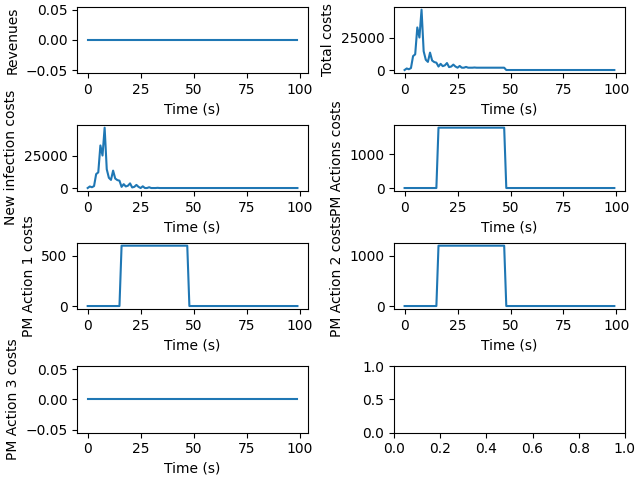 Revenues
0.05
0.00
−0.05
0 25 50 75 100
Time (s)
Total costs
25000
0
0 25 50 75 100
Time (s)
New infection costs
25000
0
0 25 50 75 100
Time (s)
PM Actions costs
1000
0
0 25 50 75 100
Time (s)
PM Action 1 costs
500
0
0 25 50 75 100
Time (s)
PM Action 2 costs
1000
0
0 25 50 75 100
Time (s)
PM Action 3 costs
0.05
0.00
−0.05
0 25 50 75 100
Time (s)
1.0
0.5
0.0
0.0 0.2 0.4 0.6 0.8 1.0